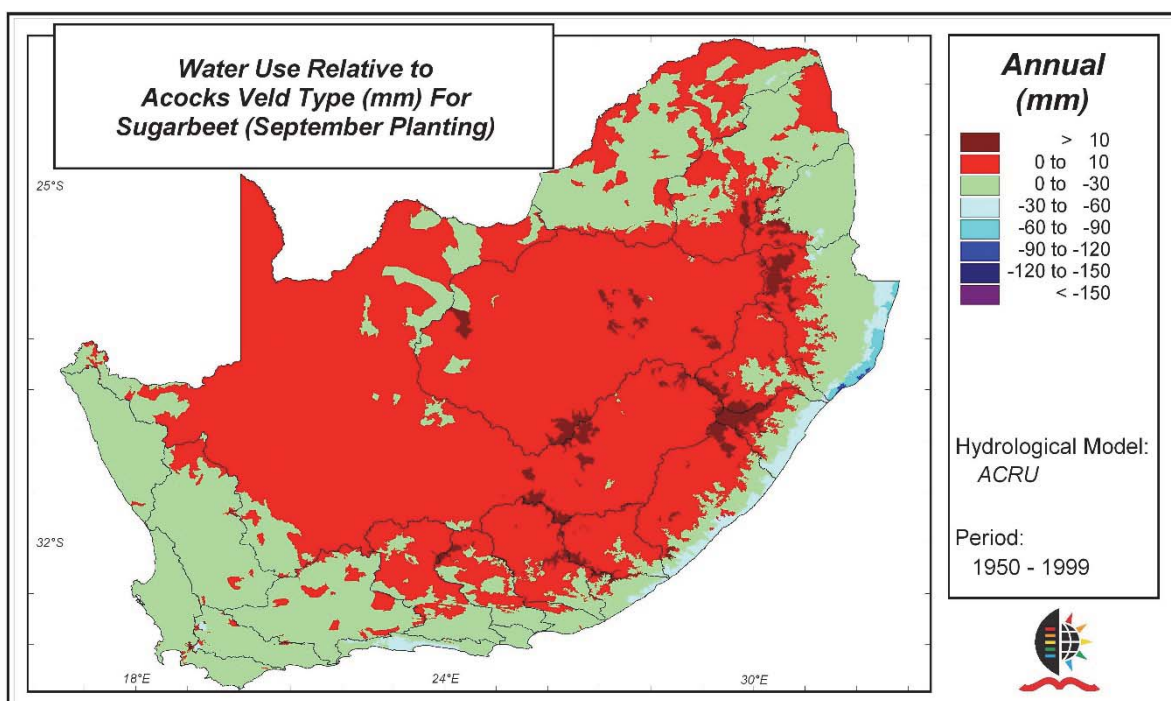 Water Use Relative to
Acocks Veld Type (mm) For
Sugarbeet (September Planting)
25°S
32°S
18°E
24°E
30°E
Annual
(mm)
> 10
0 to 10
0 to -30
-30 to -60
-60 to -90
-90 to -120
-120 to -150
< -150
Hydrological Model:
ACRU
Period:
1950 - 1999